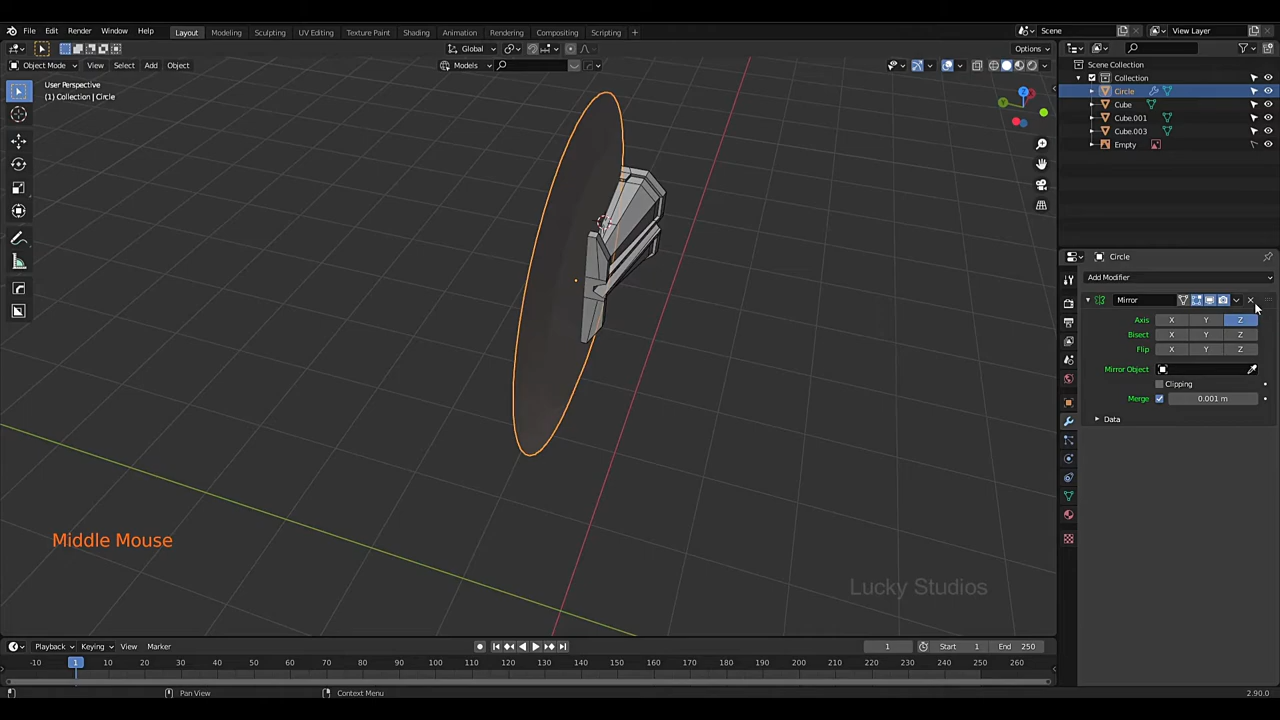 File Edit Render Window Help Layout Modeling Sculpting UV Editing Texture Paint Shading Animation Rendering Compositing Scripting + Scene View Layer
Global Options
Object Mode View Select Add Object Models
User Perspective
(1) Collection | Circle
Scene Collection
Collection
Circle
Cube
Cube.001
Cube.003
Empty
Circle
Add Modifier
Mirror
Axis X Y Z
Bisect X Y Z
Flip X Y Z
Mirror Object
Clipping
Merge 0.001 m
Data
Middle Mouse
Lucky Studios
Playback Keying View Marker 1 Start 1 End 250
-10 1 10 20 30 40 50 60 70 80 90 100 110 120 130 140 150 160 170 180 190 200 210 220 230 240 250 260
Pan View Context Menu 2.90.0